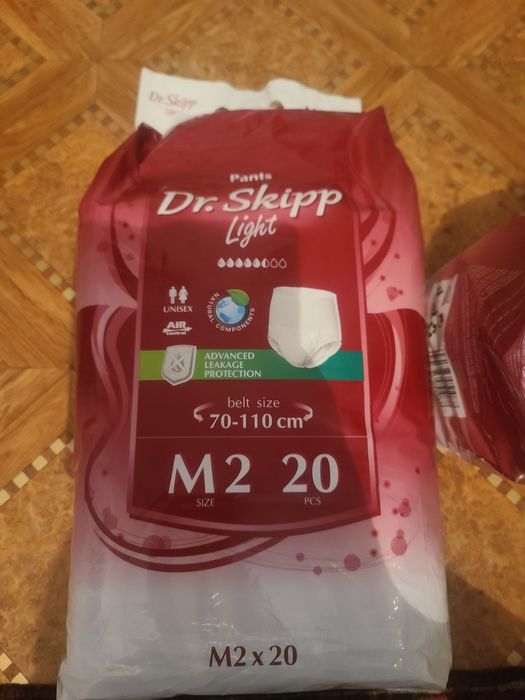 Dr. Skipp
Pants
Dr. Skipp
Light
UNISEX
AIR
control
NATURAL COMPONENTS
ADVANCED
LEAKAGE
PROTECTION
belt size
70-110 cm
M2 20
SIZE PCS
M2 x 20